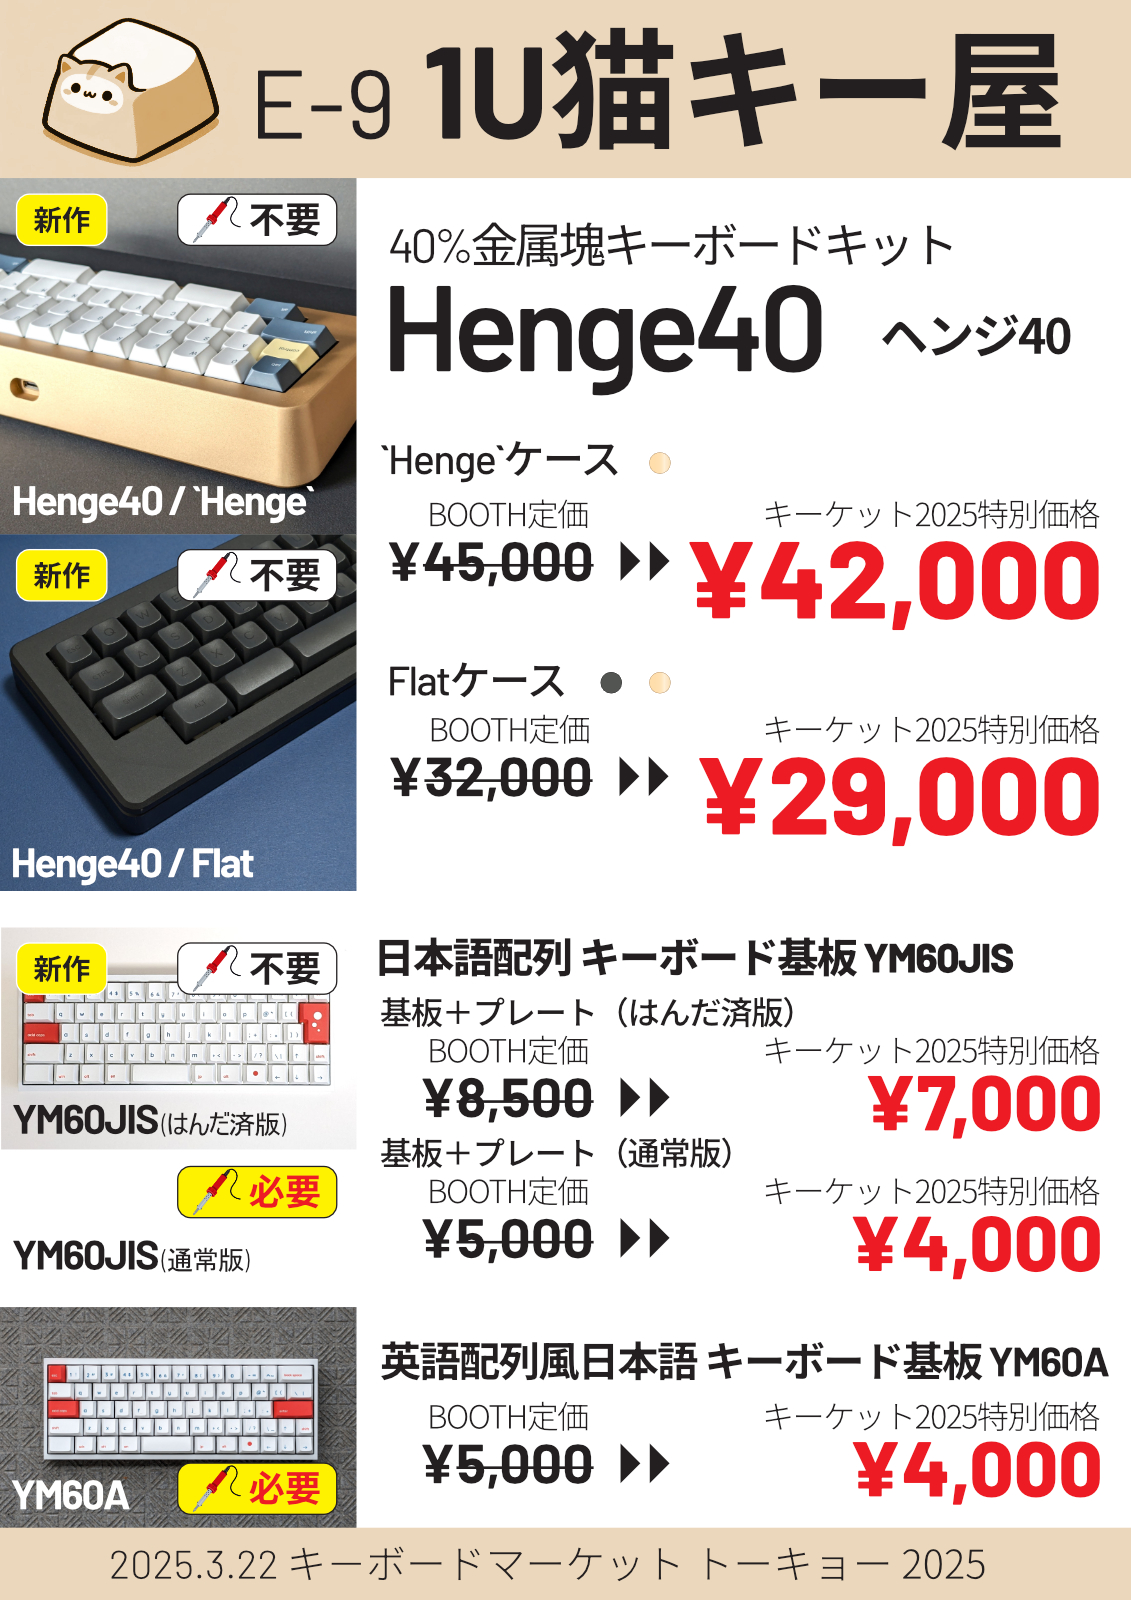 E-9 1U猫キー屋
新作
不要
Henge40 / `Henge`
新作
不要
Henge40 / Flat
40%金属塊キーボードキット
Henge40 ヘンジ40
`Henge`ケース
BOOTH定価 キーケット2025特別価格
¥45,000 ¥42,000
Flatケース
BOOTH定価 キーケット2025特別価格
¥32,000 ¥29,000
新作
不要
YM60JIS(はんだ済版)
必要
YM60JIS(通常版)
日本語配列 キーボード基板 YM60JIS
基板＋プレート（はんだ済版）
BOOTH定価 キーケット2025特別価格
¥8,500 ¥7,000
基板＋プレート（通常版）
BOOTH定価 キーケット2025特別価格
¥5,000 ¥4,000
YM60A
必要
英語配列風日本語 キーボード基板 YM60A
BOOTH定価 キーケット2025特別価格
¥5,000 ¥4,000
2025.3.22 キーボードマーケット トーキョー 2025